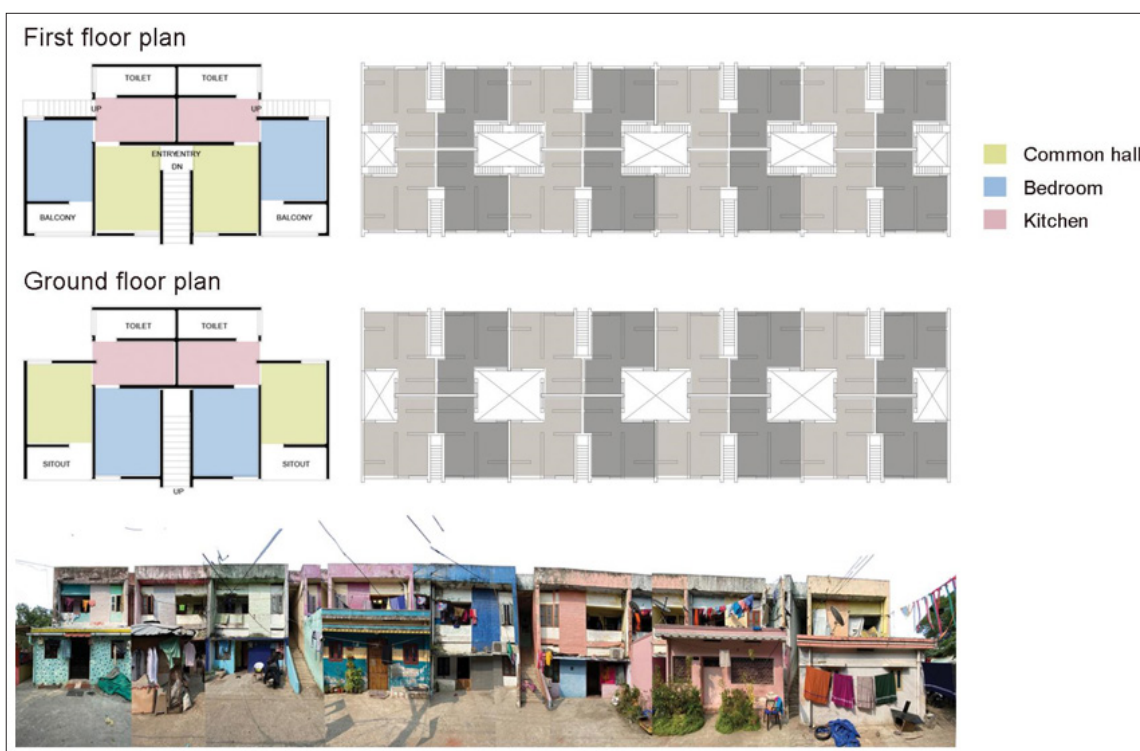 First floor plan
TOILET TOILET
UP UP
ENTRY ENTRY
DN
BALCONY BALCONY
Common hall
Bedroom
Kitchen
Ground floor plan
TOILET TOILET
SITOUT SITOUT
UP